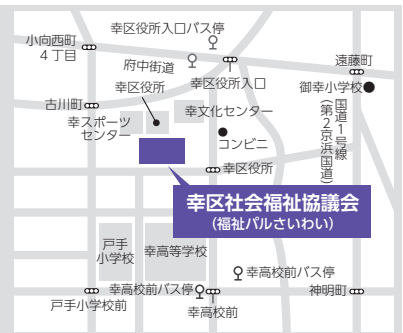 幸区役所入口バス停
小向西町
4丁目
府中街道
遠藤町
幸区役所
幸区役所入口
御幸小学校
古川町
幸文化センター
幸スポーツ
センター
コンビニ
国道1号線
(第2京浜国道)
幸区役所
幸区社会福祉協議会
(福祉パルさいわい)
戸手
小学校
幸高等学校
幸高校前バス停
幸高校前バス停
神明町
戸手小学校前
幸高校前